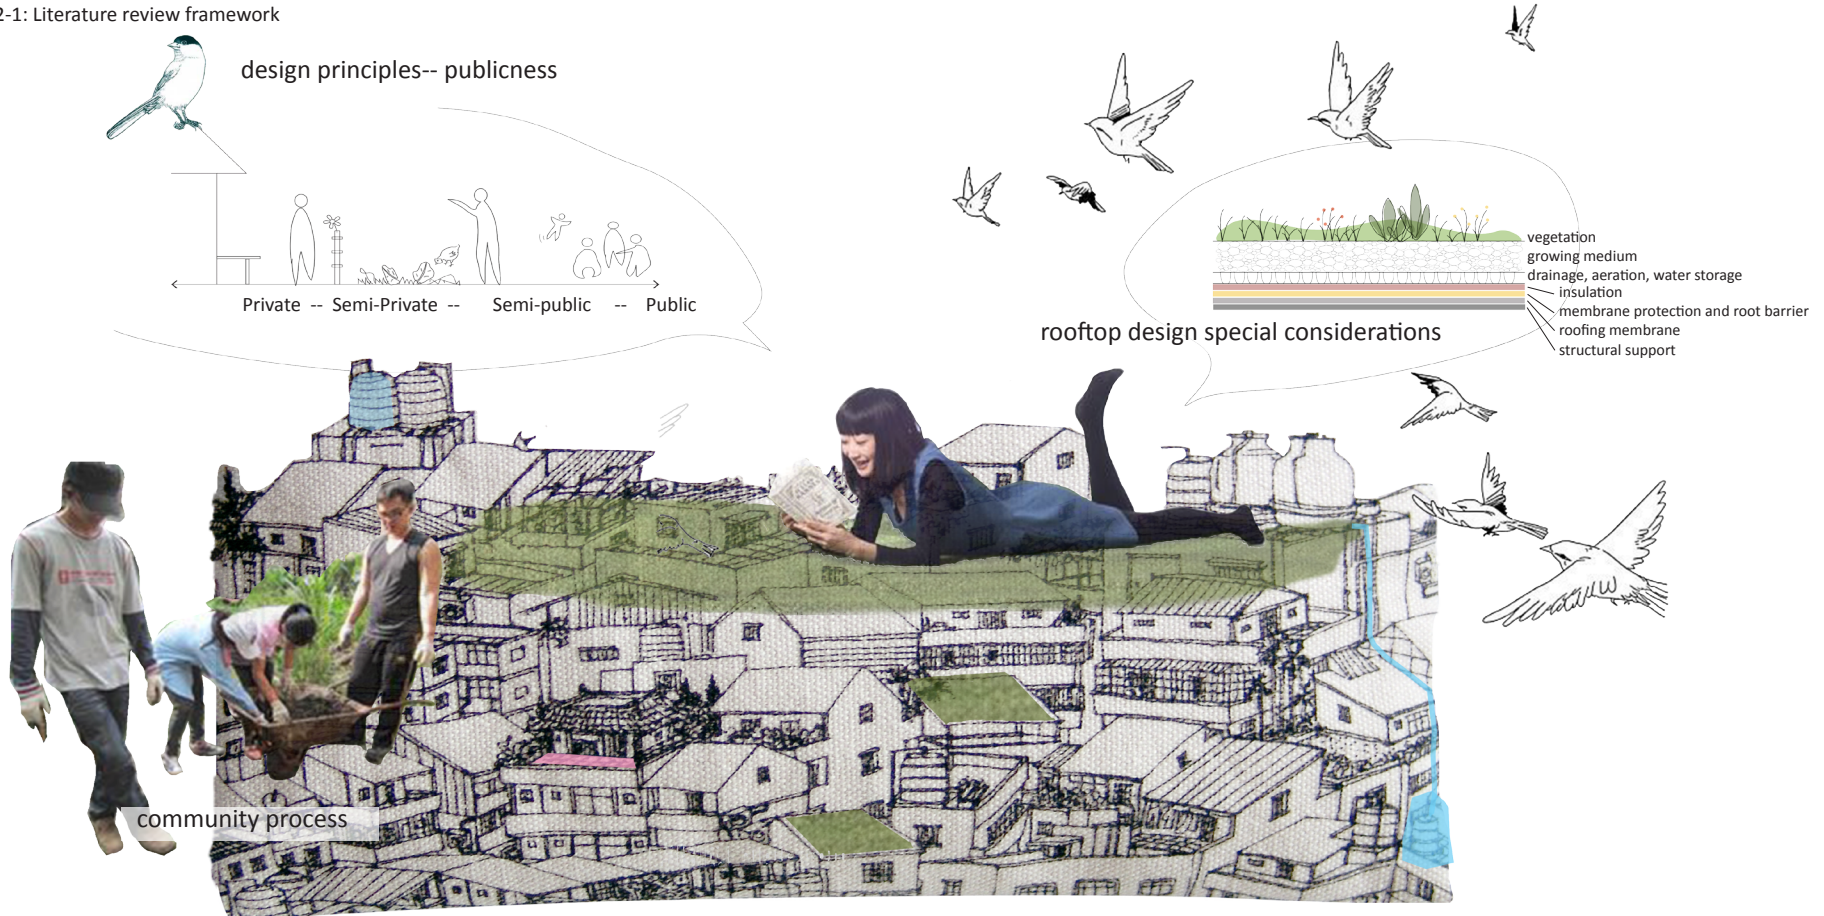 2-1: Literature review framework
design principles-- publicness
Private -- Semi-Private -- Semi-public -- Public
vegetation
growing medium
drainage, aeration, water storage
insulation
membrane protection and root barrier
roofing membrane
structural support
rooftop design special considerations
community process